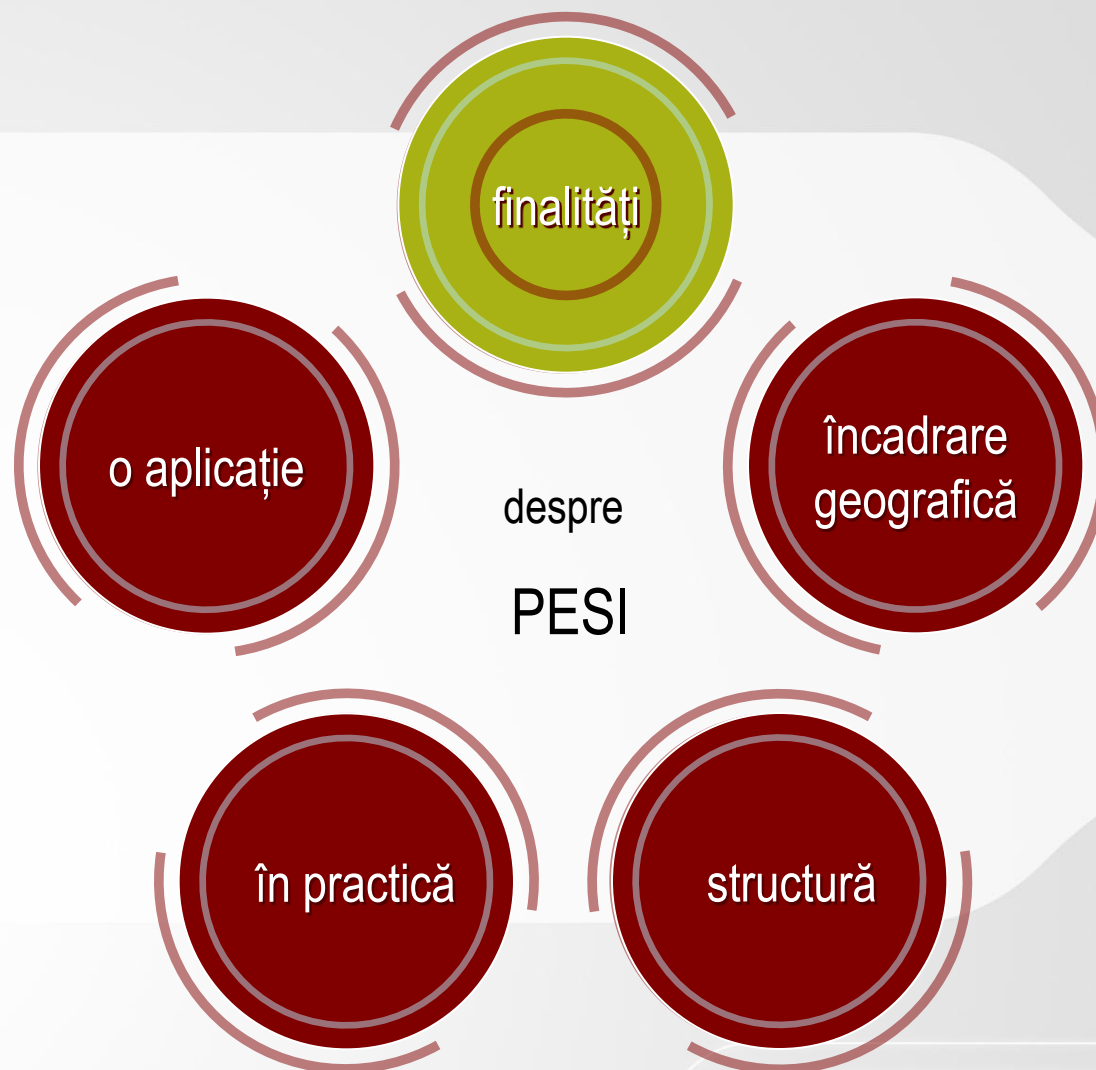 finalități
o aplicație
încadrare
geografică
despre
PESI
în practică
structură